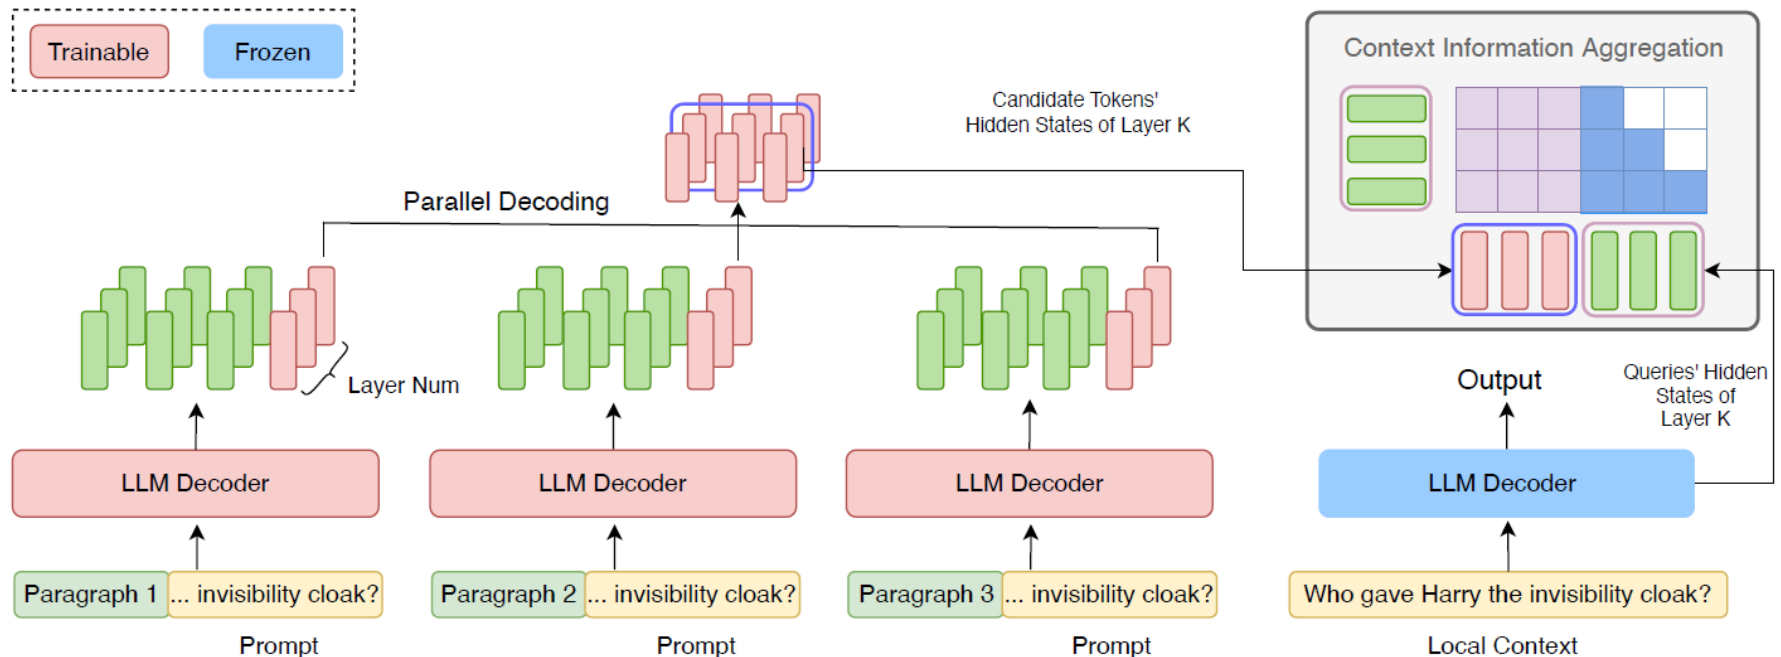 Trainable
Frozen
Context Information Aggregation
Candidate Tokens'
Hidden States of Layer K
Parallel Decoding
Layer Num
Output
Queries' Hidden
States of
Layer K
LLM Decoder
LLM Decoder
LLM Decoder
LLM Decoder
Paragraph 1 ... invisibility cloak?
Paragraph 2 ... invisibility cloak?
Paragraph 3 ... invisibility cloak?
Who gave Harry the invisibility cloak?
Prompt
Prompt
Prompt
Local Context